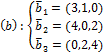 (b): { b⃗₁ = (3,1,0)
b⃗₂ = (4,0,2)
b⃗₃ = (0,2,4)